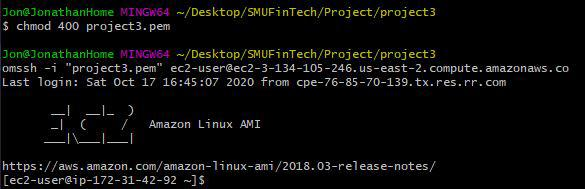 Jon@JonathanHome MINGW64 ~/Desktop/SMUFinTech/Project/project3
$ chmod 400 project3.pem
Jon@JonathanHome MINGW64 ~/Desktop/SMUFinTech/Project/project3
omssh -i "project3.pem" ec2-user@ec2-3-134-105-246.us-east-2.compute.amazonaws.co
Last login: Sat Oct 17 16:45:07 2020 from cpe-76-85-70-139.tx.res.rr.com
       __|  __|_  )
       _|  (     /   Amazon Linux AMI
      ___|\___|___|
https://aws.amazon.com/amazon-linux-ami/2018.03-release-notes/
[ec2-user@ip-172-31-42-92 ~]$